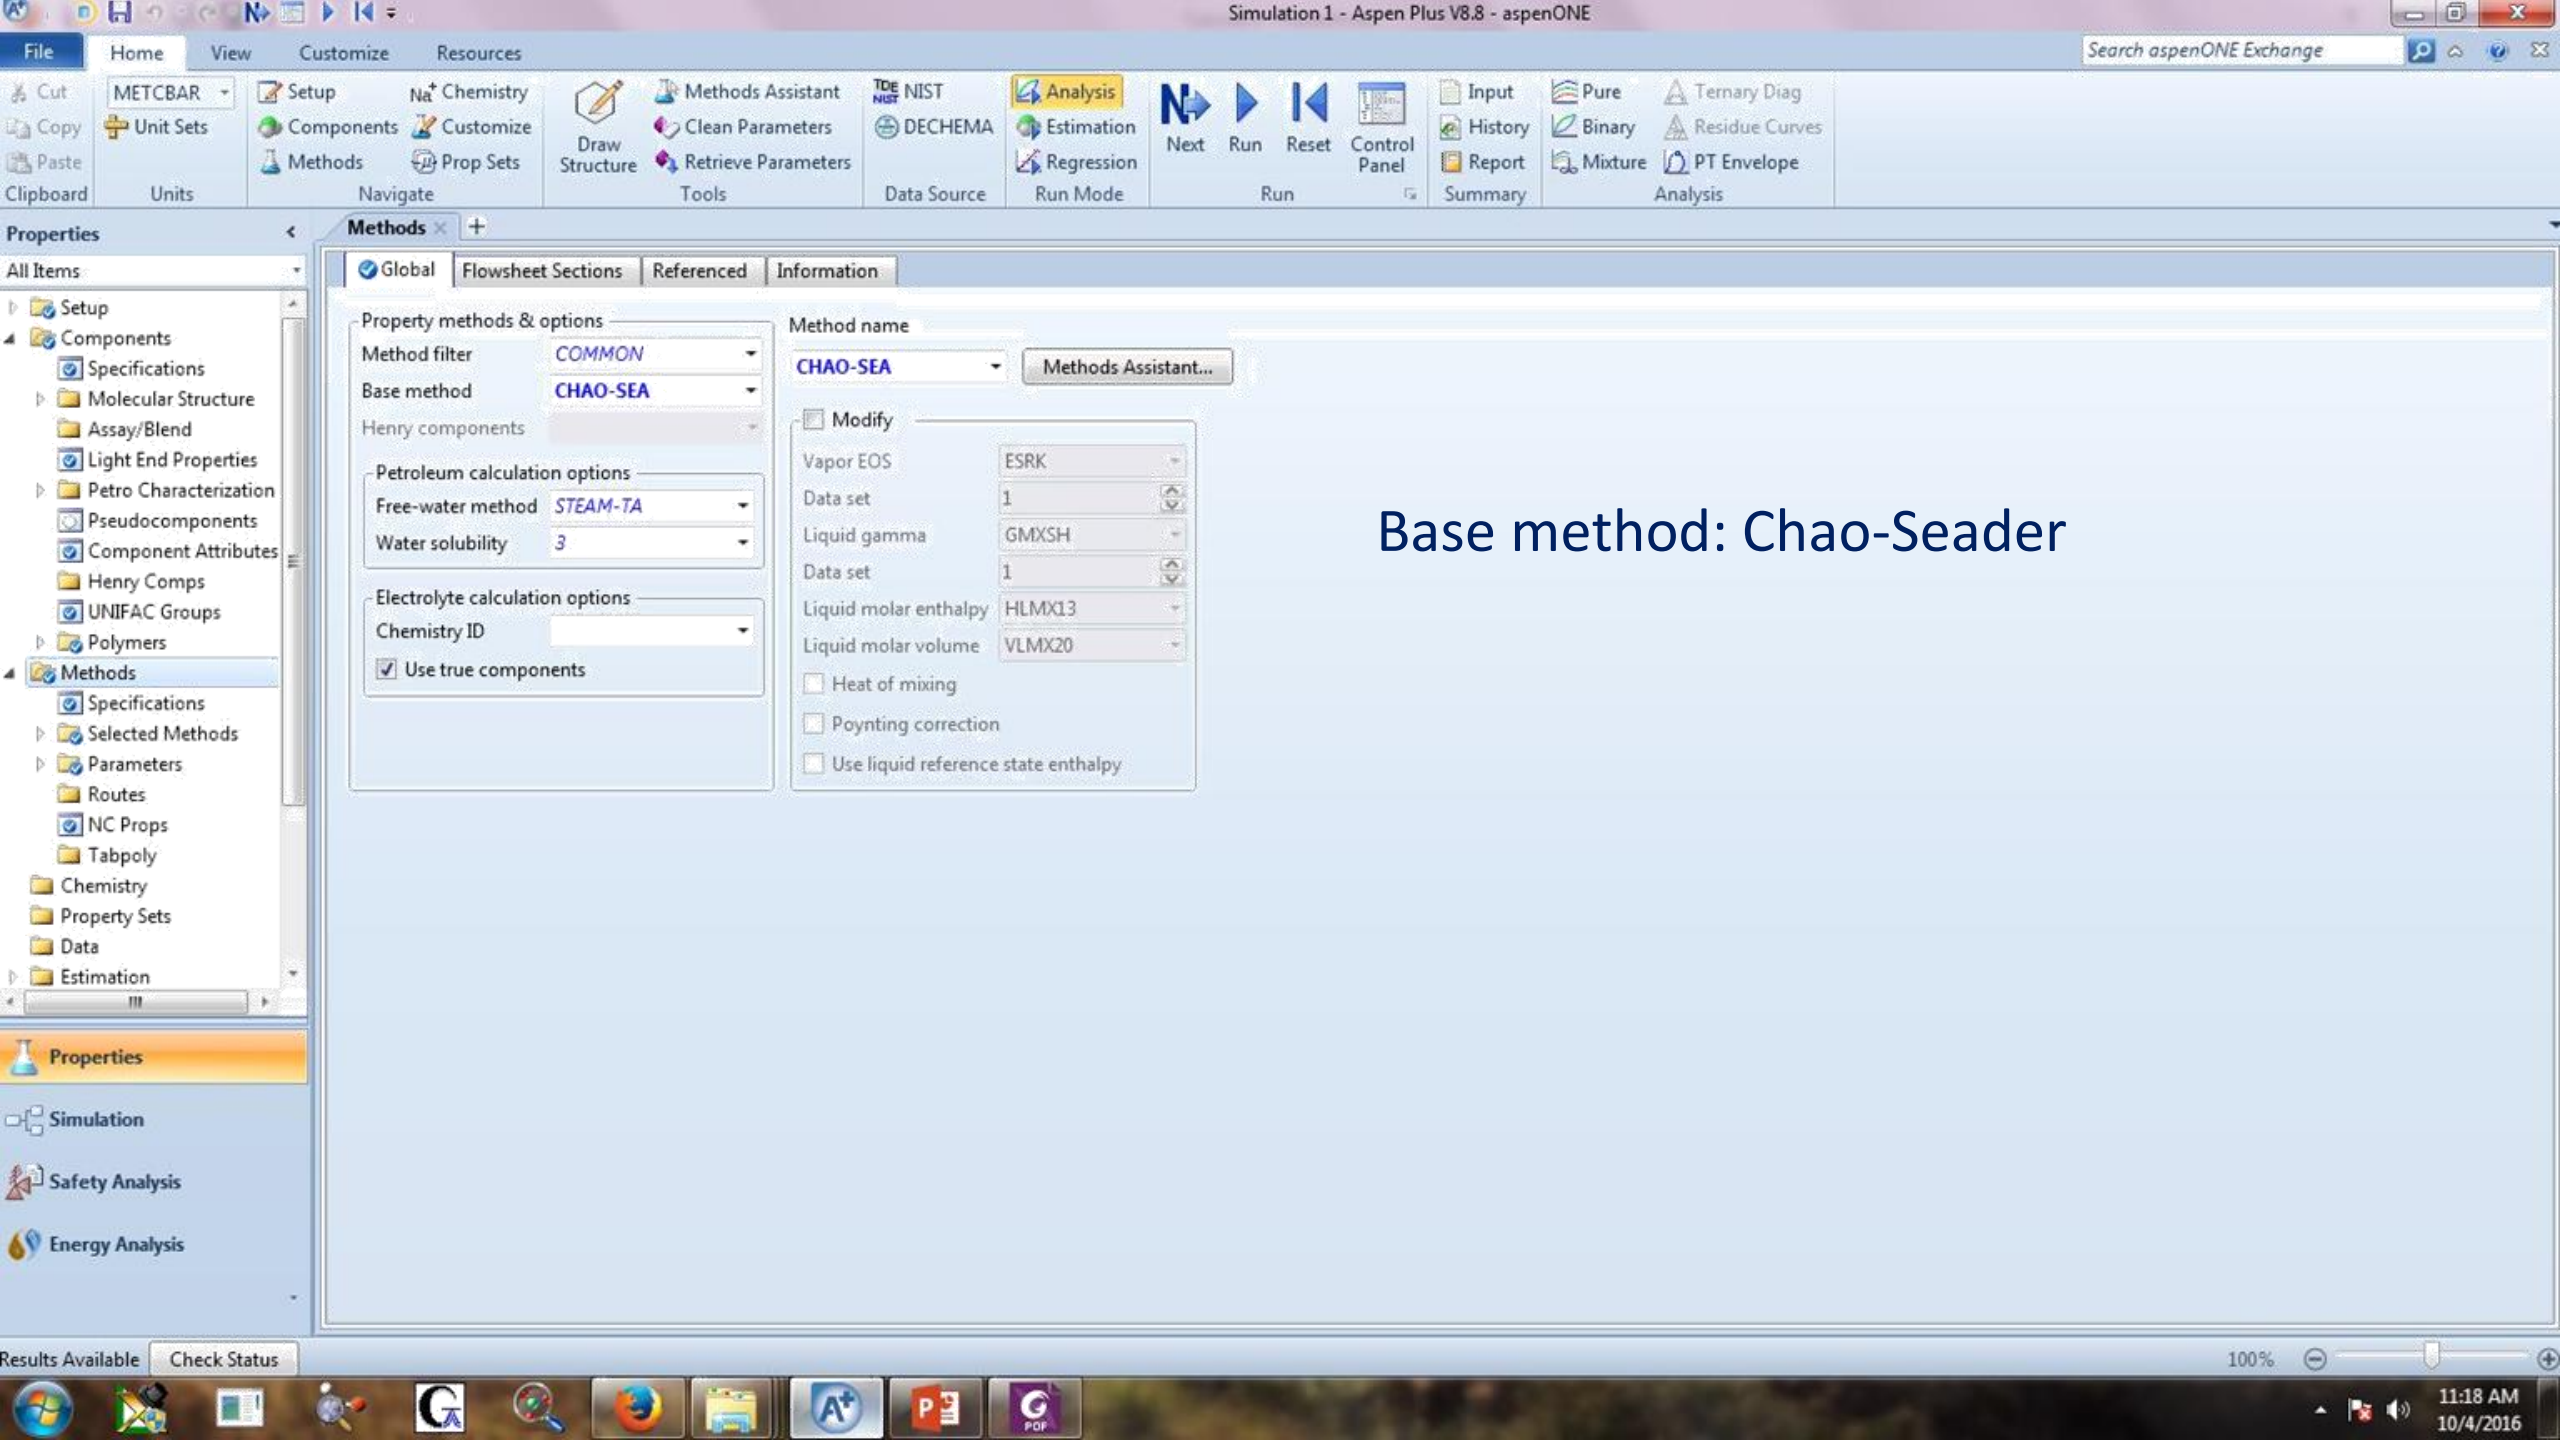 Simulation 1 - Aspen Plus V8.8 - aspenONE
File Home View Customize Resources
Search aspenONE Exchange
Cut
Copy
Paste
Clipboard
METCBAR
Unit Sets
Units
Setup
Components
Methods
Na+ Chemistry
Customize
Prop Sets
Navigate
Draw
Structure
Methods Assistant
Clean Parameters
Retrieve Parameters
Tools
TDE NIST NIST
DECHEMA
Data Source
Analysis
Estimation
Regression
Run Mode
N
Next
Run
Reset
Control
Panel
Run
Input
History
Report
Summary
Pure
Binary
Mixture
Ternary Diag
Residue Curves
PT Envelope
Analysis
Properties
All Items
Setup
Components
Specifications
Molecular Structure
Assay/Blend
Light End Properties
Petro Characterization
Pseudocomponents
Component Attributes
Henry Comps
UNIFAC Groups
Polymers
Methods
Specifications
Selected Methods
Parameters
Routes
NC Props
Tabpoly
Chemistry
Property Sets
Data
Estimation
Properties
Simulation
Safety Analysis
Energy Analysis
Methods
Global Flowsheet Sections Referenced Information
Property methods & options
Method filter COMMON
Base method CHAO-SEA
Henry components
Petroleum calculation options
Free-water method STEAM-TA
Water solubility 3
Electrolyte calculation options
Chemistry ID
Use true components
Method name
CHAO-SEA Methods Assistant...
Modify
Vapor EOS ESRK
Data set 1
Liquid gamma GMXSH
Data set 1
Liquid molar enthalpy HLMX13
Liquid molar volume VLMX20
Heat of mixing
Poynting correction
Use liquid reference state enthalpy
Base method: Chao-Seader
Results Available Check Status
100%
PDF
11:18 AM
10/4/2016